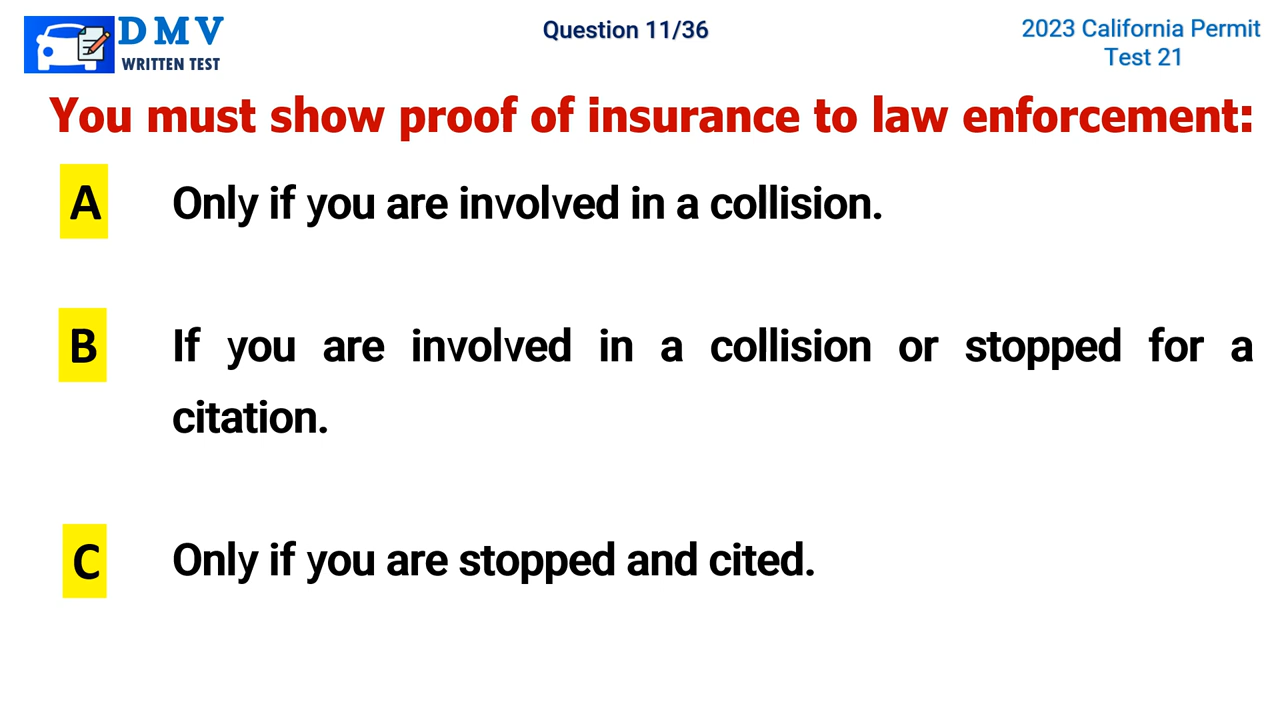 DMV
WRITTEN TEST
Question 11/36
2023 California Permit
Test 21
You must show proof of insurance to law enforcement:
A Only if you are involved in a collision.
B If you are involved in a collision or stopped for a
citation.
C Only if you are stopped and cited.